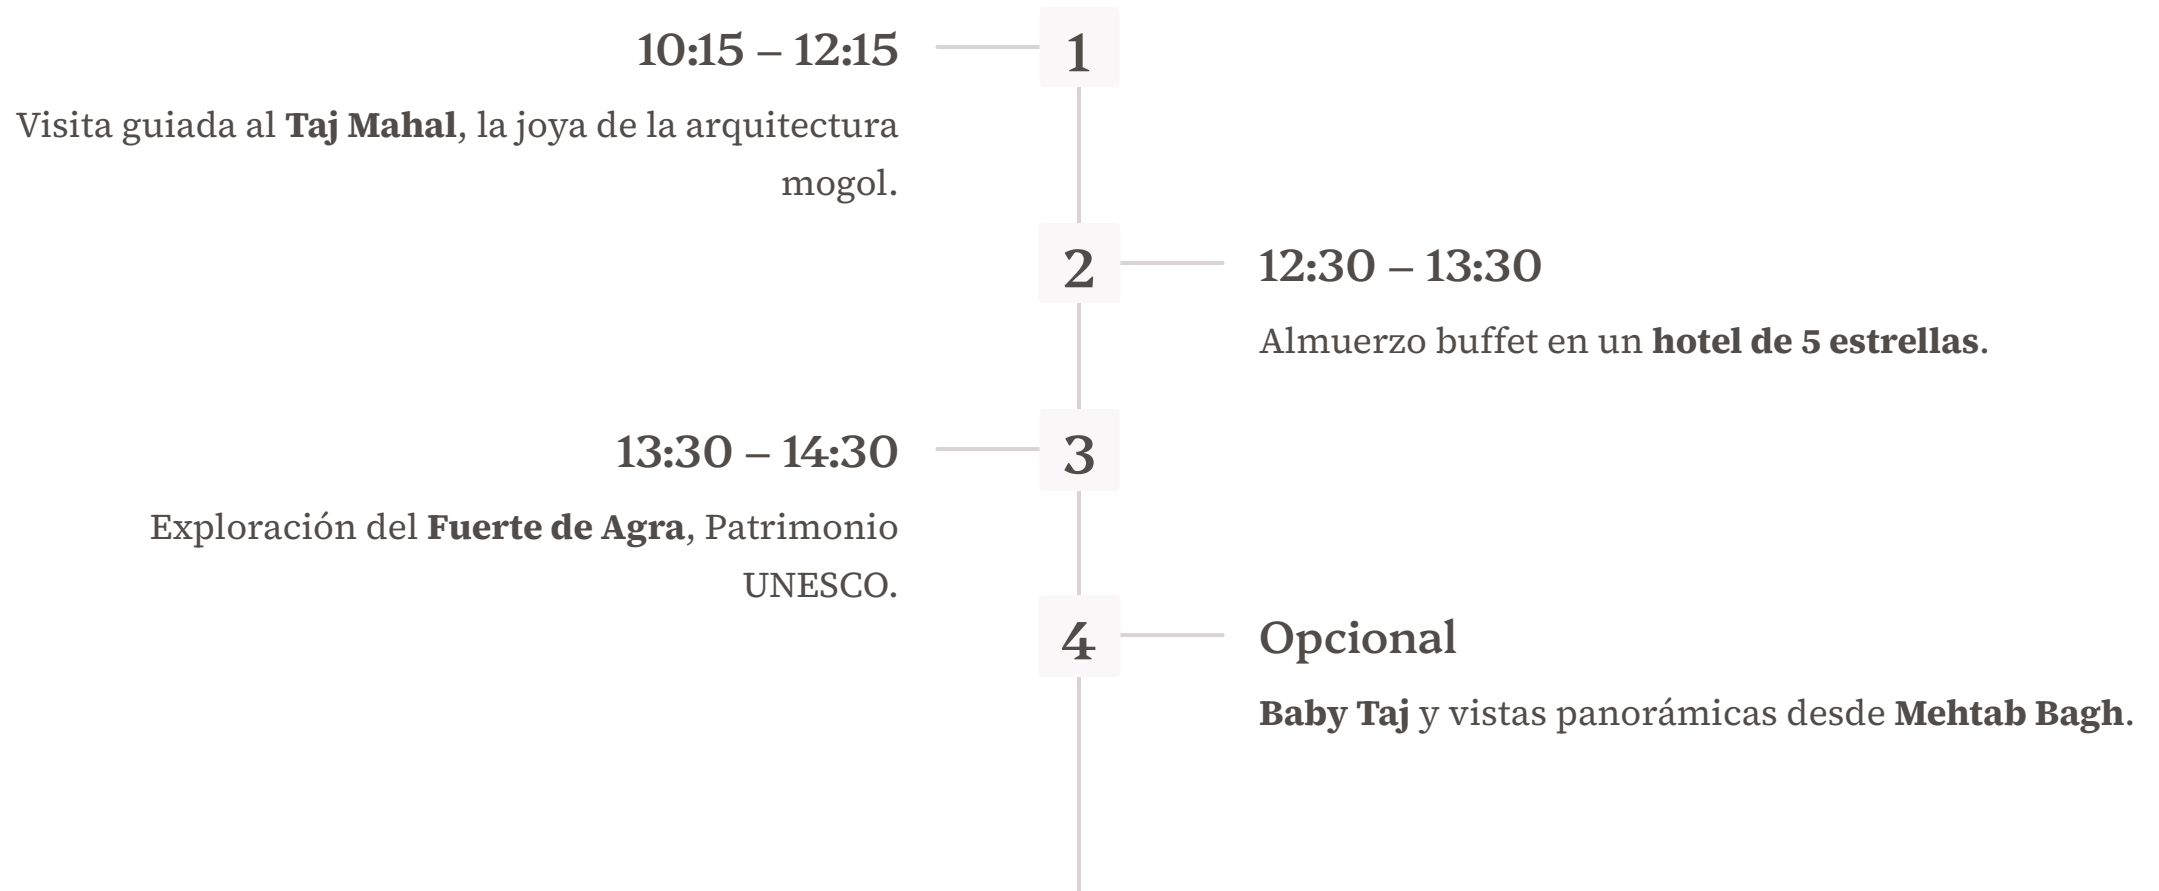 10:15 – 12:15
1
Visita guiada al Taj Mahal, la joya de la arquitectura
mogol.
2
12:30 – 13:30
Almuerzo buffet en un hotel de 5 estrellas.
13:30 – 14:30
3
Exploración del Fuerte de Agra, Patrimonio
UNESCO.
4
Opcional
Baby Taj y vistas panorámicas desde Mehtab Bagh.